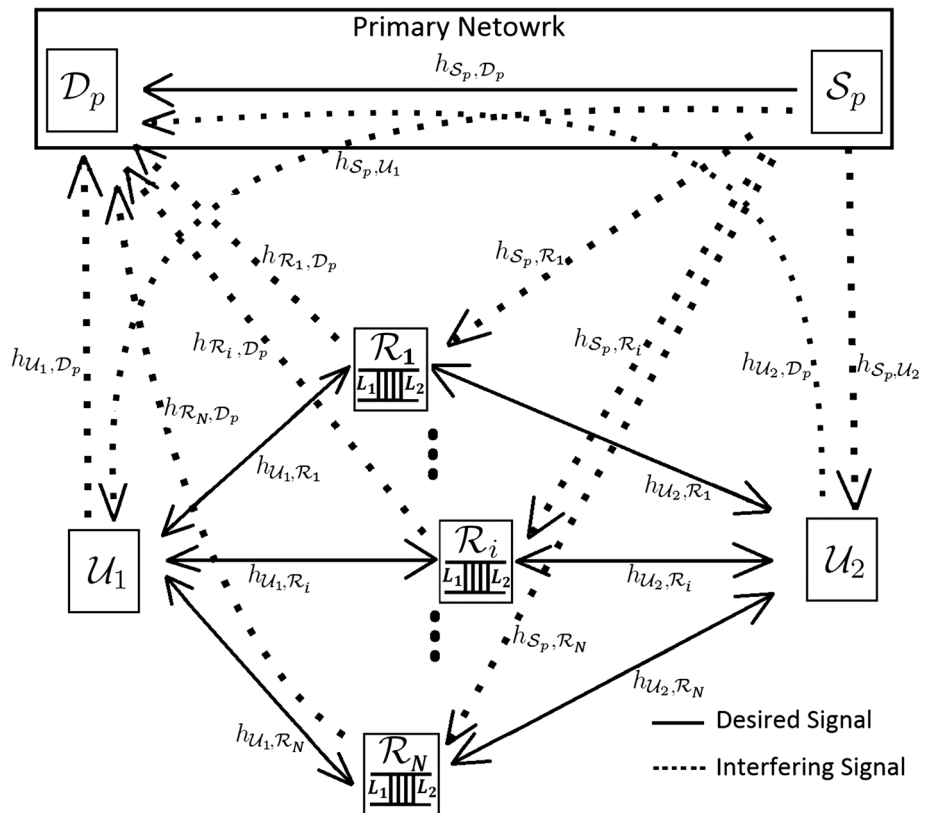 Primary Netowrk
𝒟_p
h_{𝒮_p,𝒟_p}
𝒮_p
h_{𝒮_p,𝒰_1}
h_{ℛ_1,𝒟_p}
h_{𝒮_p,ℛ_1}
h_{𝒰_1,𝒟_p}
h_{ℛ_i,𝒟_p}
h_{𝒮_p,ℛ_i}
h_{𝒰_2,𝒟_p}
h_{𝒮_p,𝒰_2}
ℛ_1
L_1 L_2
h_{ℛ_N,𝒟_p}
h_{𝒰_1,ℛ_1}
h_{𝒰_2,ℛ_1}
𝒰_1
ℛ_i
L_1 L_2
𝒰_2
h_{𝒰_1,ℛ_i}
h_{𝒰_2,ℛ_i}
h_{𝒮_p,ℛ_N}
h_{𝒰_2,ℛ_N}
h_{𝒰_1,ℛ_N}
ℛ_N
L_1 L_2
Desired Signal
Interfering Signal